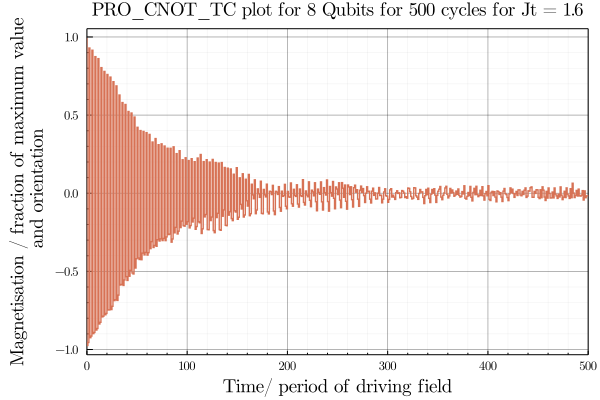 PRO_CNOT_TC plot for 8 Qubits for 500 cycles for Jt = 1.6
Magnetisation / fraction of maximum value
and orientation
1.0
0.5
0.0
−0.5
−1.0
0 100 200 300 400 500
Time/ period of driving field